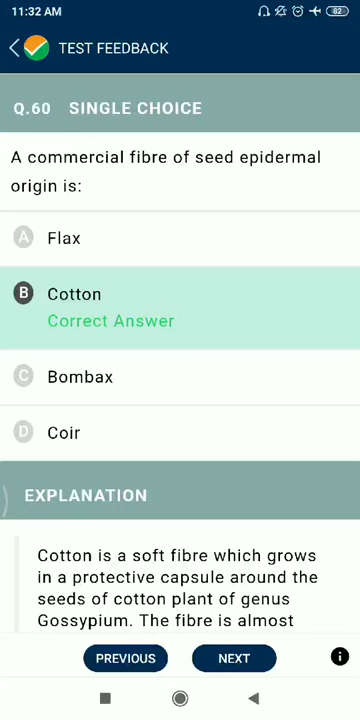 11:32 AM
82
TEST FEEDBACK
Q.60 SINGLE CHOICE
A commercial fibre of seed epidermal
origin is:
A Flax
B Cotton
Correct Answer
C Bombax
D Coir
EXPLANATION
Cotton is a soft fibre which grows
in a protective capsule around the
seeds of cotton plant of genus
Gossypium. The fibre is almost
PREVIOUS NEXT